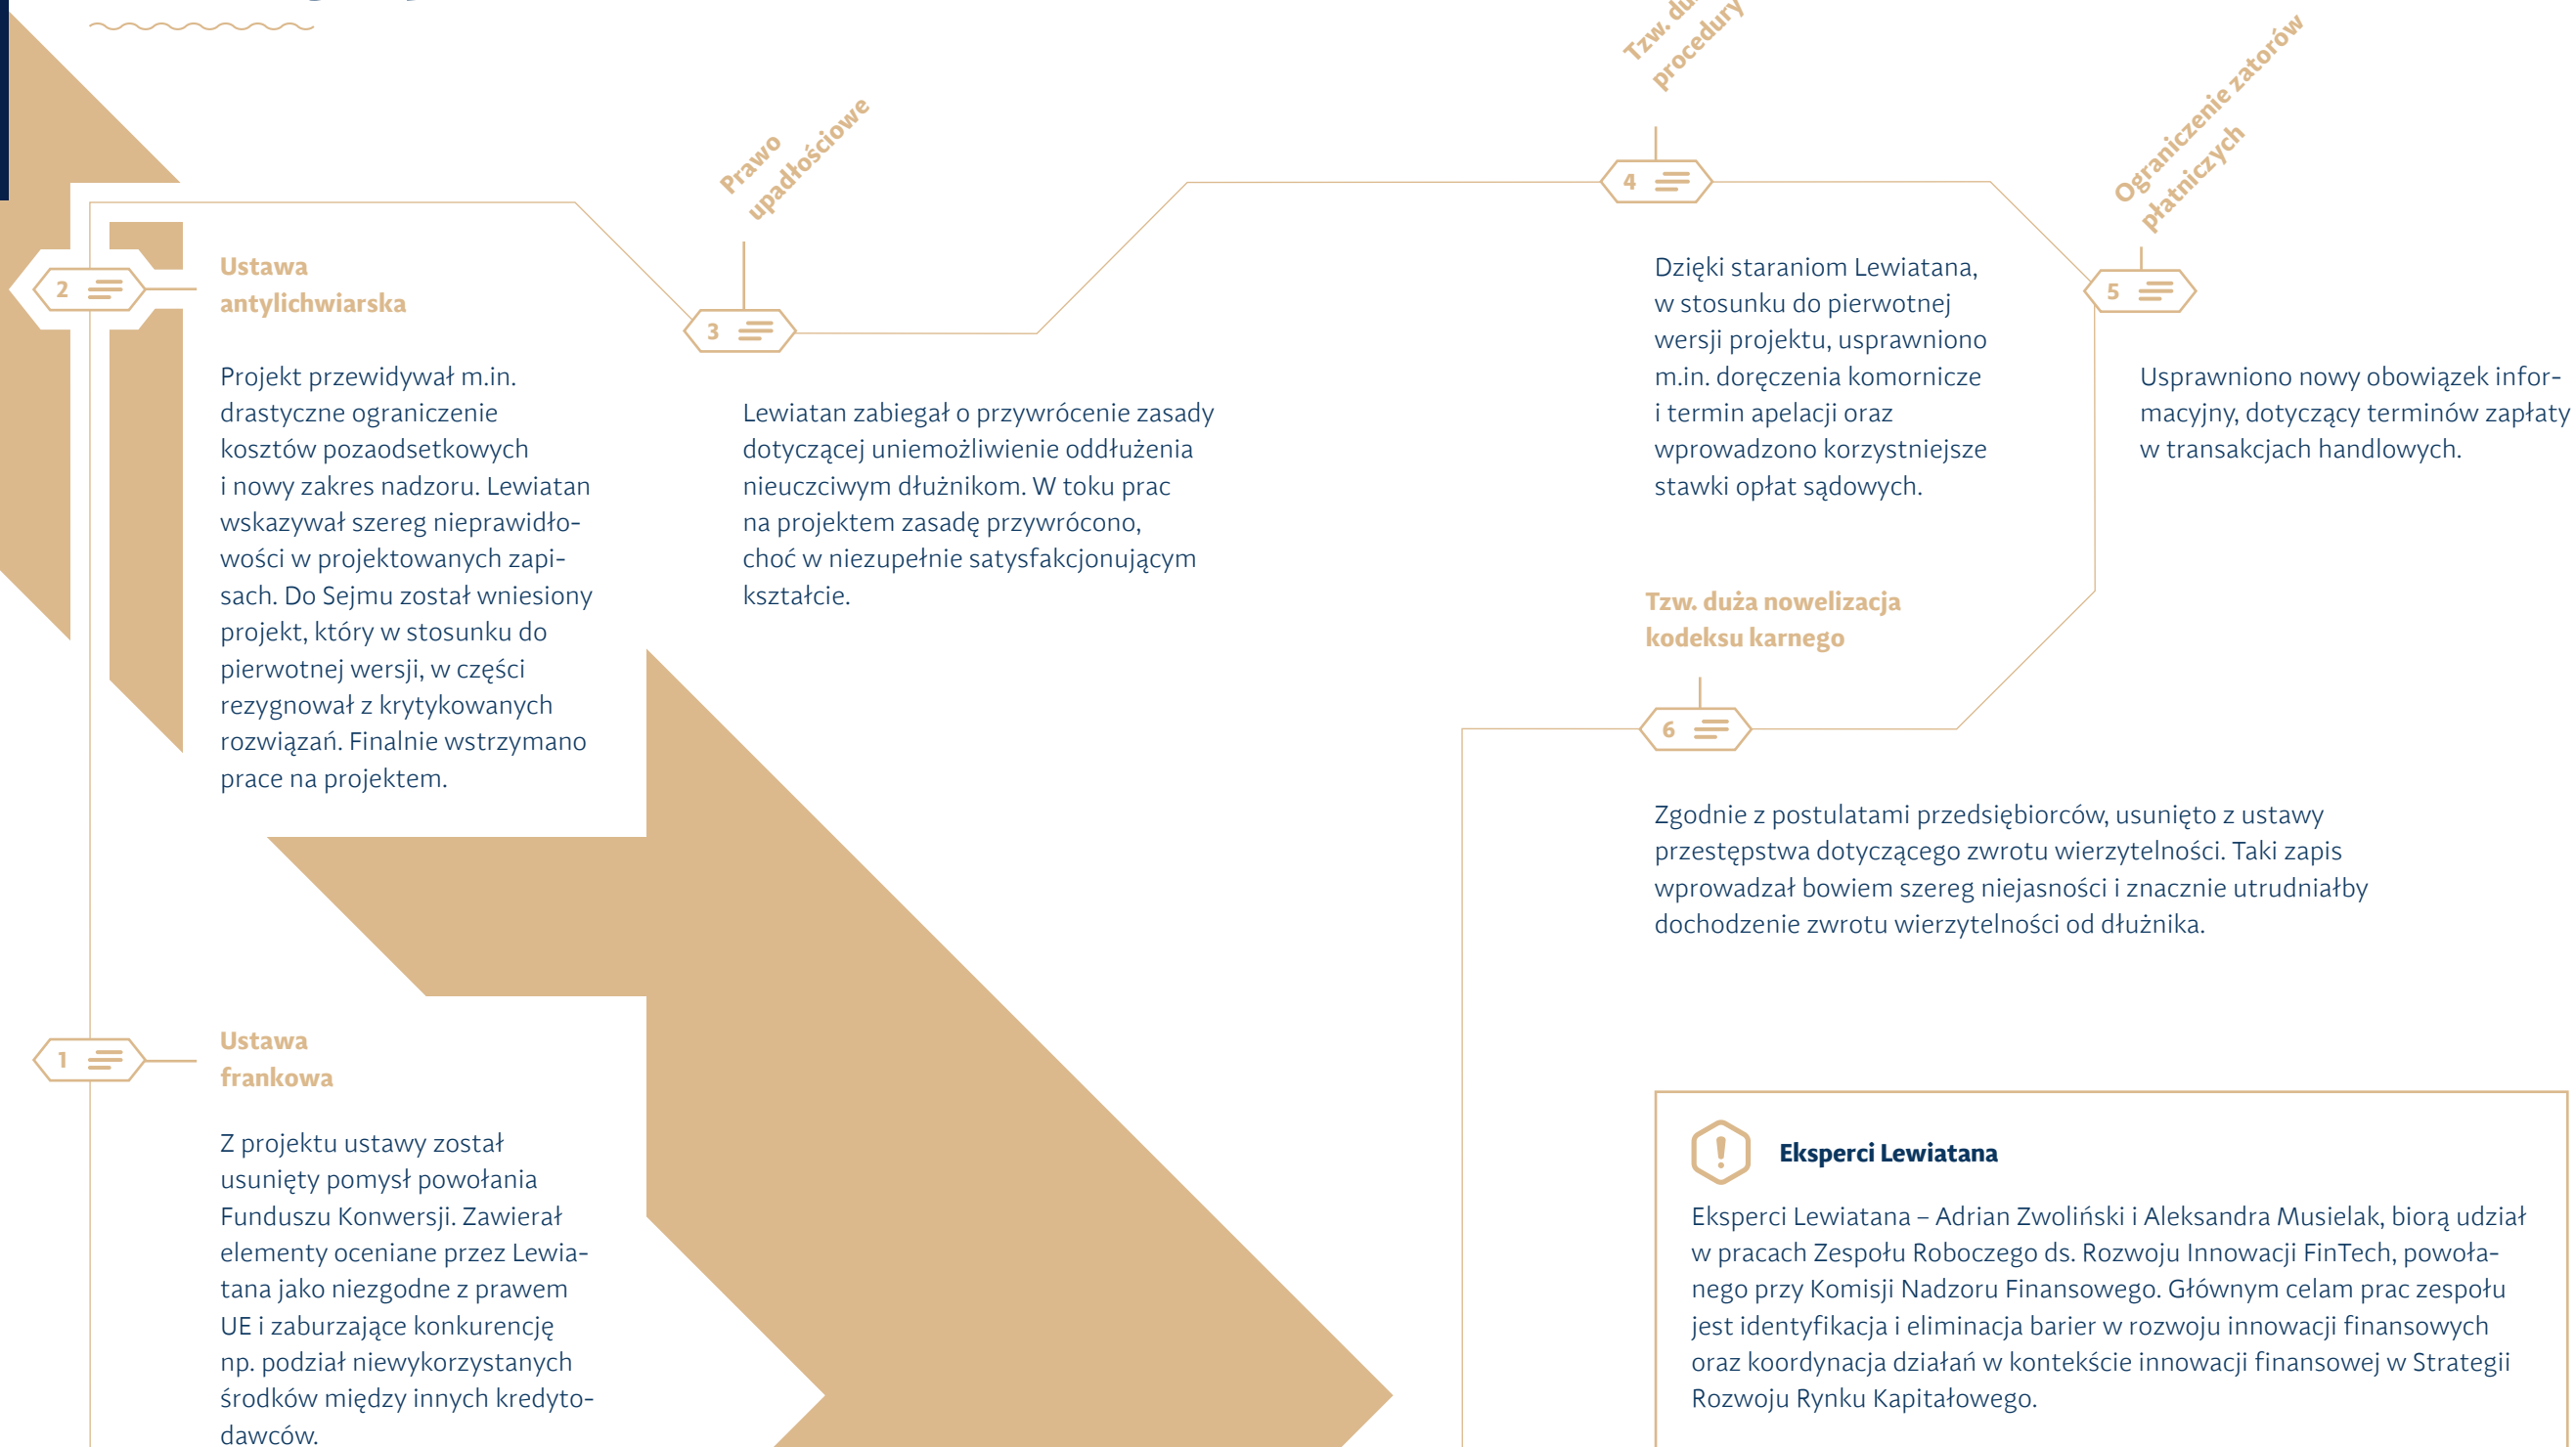 Ustawa
frankowa
1
Z projektu ustawy został
usunięty pomysł powołania
Funduszu Konwersji. Zawierał
elementy oceniane przez Lewia-
tana jako niezgodne z prawem
UE i zaburzające konkurencję
np. podział niewykorzystanych
środków między innych kredyto-
dawców.
2
Ustawa
antylichwiarska
Projekt przewidywał m.in.
drastyczne ograniczenie
kosztów pozaodsetkowych
i nowy zakres nadzoru. Lewiatan
wskazywał szereg nieprawidło-
wości w projektowanych zapi-
sach. Do Sejmu został wniesiony
projekt, który w stosunku do
pierwotnej wersji, w części
rezygnował z krytykowanych
rozwiązań. Finalnie wstrzymano
prace na projektem.
Prawo
upadłościowe
3
Lewiatan zabiegał o przywrócenie zasady
dotyczącej uniemożliwienie oddłużenia
nieuczciwym dłużnikom. W toku prac
na projektem zasadę przywrócono,
choć w niezupełnie satysfakcjonującym
kształcie.
Tzw.
procedury
4
Dzięki staraniom Lewiatana,
w stosunku do pierwotnej
wersji projektu, usprawniono
m.in. doręczenia komornicze
i termin apelacji oraz
wprowadzono korzystniejsze
stawki opłat sądowych.
Ograniczenie zatorów
płatniczych
5
Usprawniono nowy obowiązek infor-
macyjny, dotyczący terminów zapłaty
w transakcjach handlowych.
Tzw. duża nowelizacja
kodeksu karnego
6
Zgodnie z postulatami przedsiębiorców, usunięto z ustawy
przestępstwa dotyczącego zwrotu wierzytelności. Taki zapis
wprowadzał bowiem szereg niejasności i znacznie utrudniałby
dochodzenie zwrotu wierzytelności od dłużnika.
Eksperci Lewiatana
Eksperci Lewiatana – Adrian Zwoliński i Aleksandra Musielak, biorą udział
w pracach Zespołu Roboczego ds. Rozwoju Innowacji FinTech, powoła-
nego przy Komisji Nadzoru Finansowego. Głównym celam prac zespołu
jest identyfikacja i eliminacja barier w rozwoju innowacji finansowych
oraz koordynacja działań w kontekście innowacji finansowej w Strategii
Rozwoju Rynku Kapitałowego.